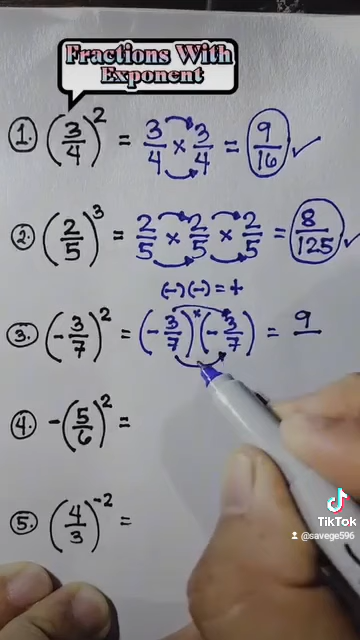 Fractions With
Exponent
1. (3/4)² = 3/4 × 3/4 = 9/16 ✓
2. (2/5)³ = 2/5 × 2/5 × 2/5 = 8/125 ✓
(-)(-) = +
3. (-3/7)² = (-3/7) × (-3/7) = 9/
4. -(5/6)² =
5. (4/3)⁻² =
TikTok
@savege596